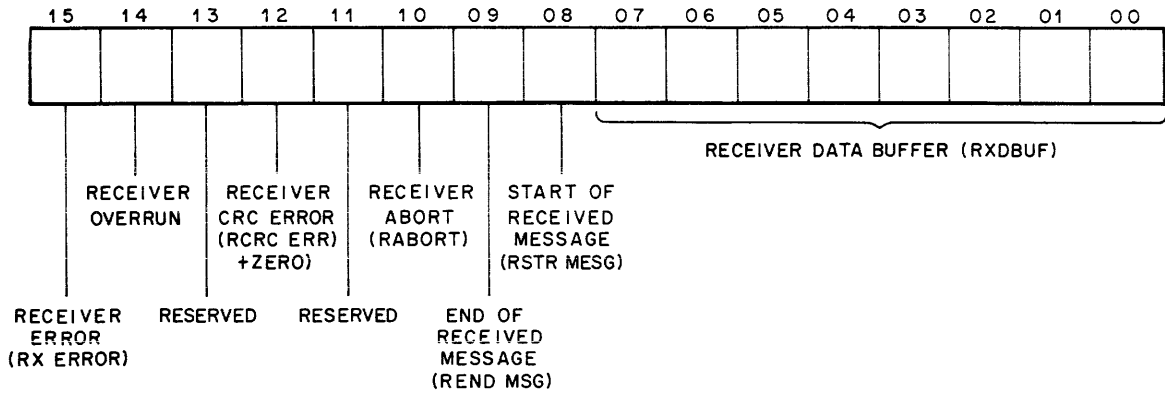 15 14 13 12 11 10 09 08 07 06 05 04 03 02 01 00
RECEIVER DATA BUFFER (RXDBUF)
RECEIVER
OVERRUN
RECEIVER
CRC ERROR
(RCRC ERR)
+ZERO)
RECEIVER
ABORT
(RABORT)
START OF
RECEIVED
MESSAGE
(RSTR MESG)
RECEIVER
ERROR
(RX ERROR)
RESERVED
RESERVED
END OF
RECEIVED
MESSAGE
(REND MSG)